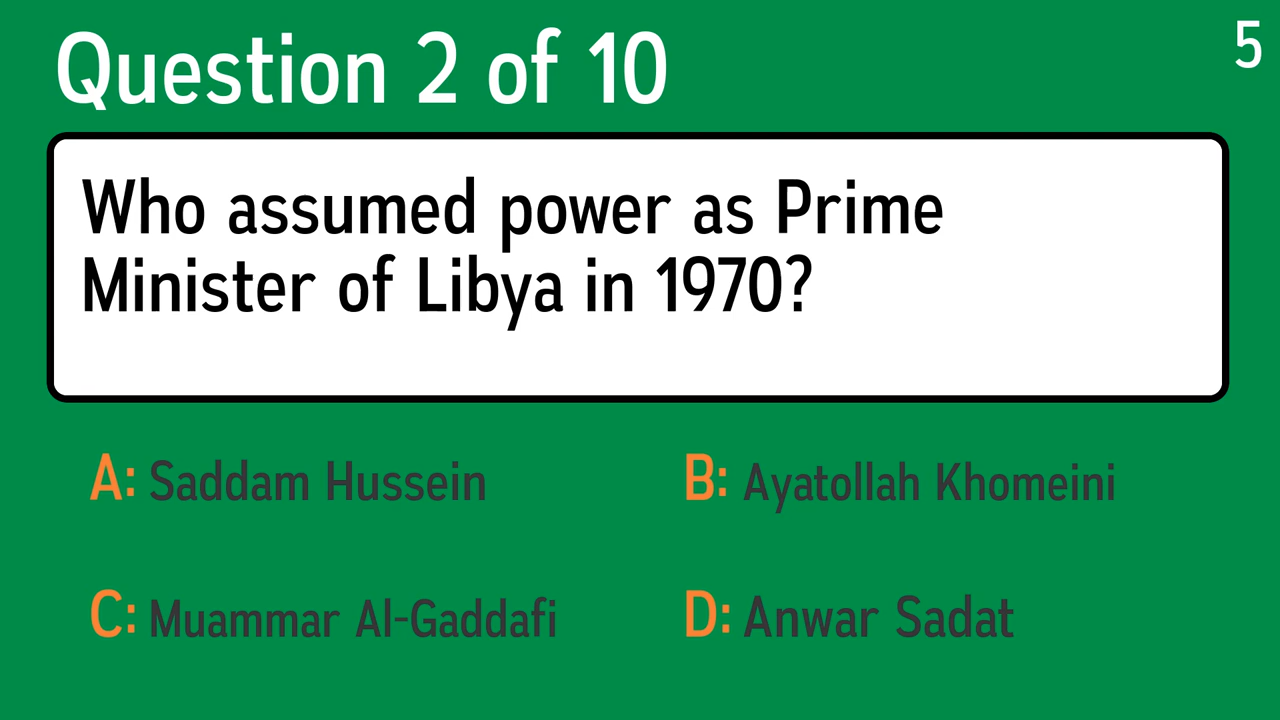 Question 2 of 10
5
Who assumed power as Prime
Minister of Libya in 1970?
A: Saddam Hussein
B: Ayatollah Khomeini
C: Muammar Al-Gaddafi
D: Anwar Sadat